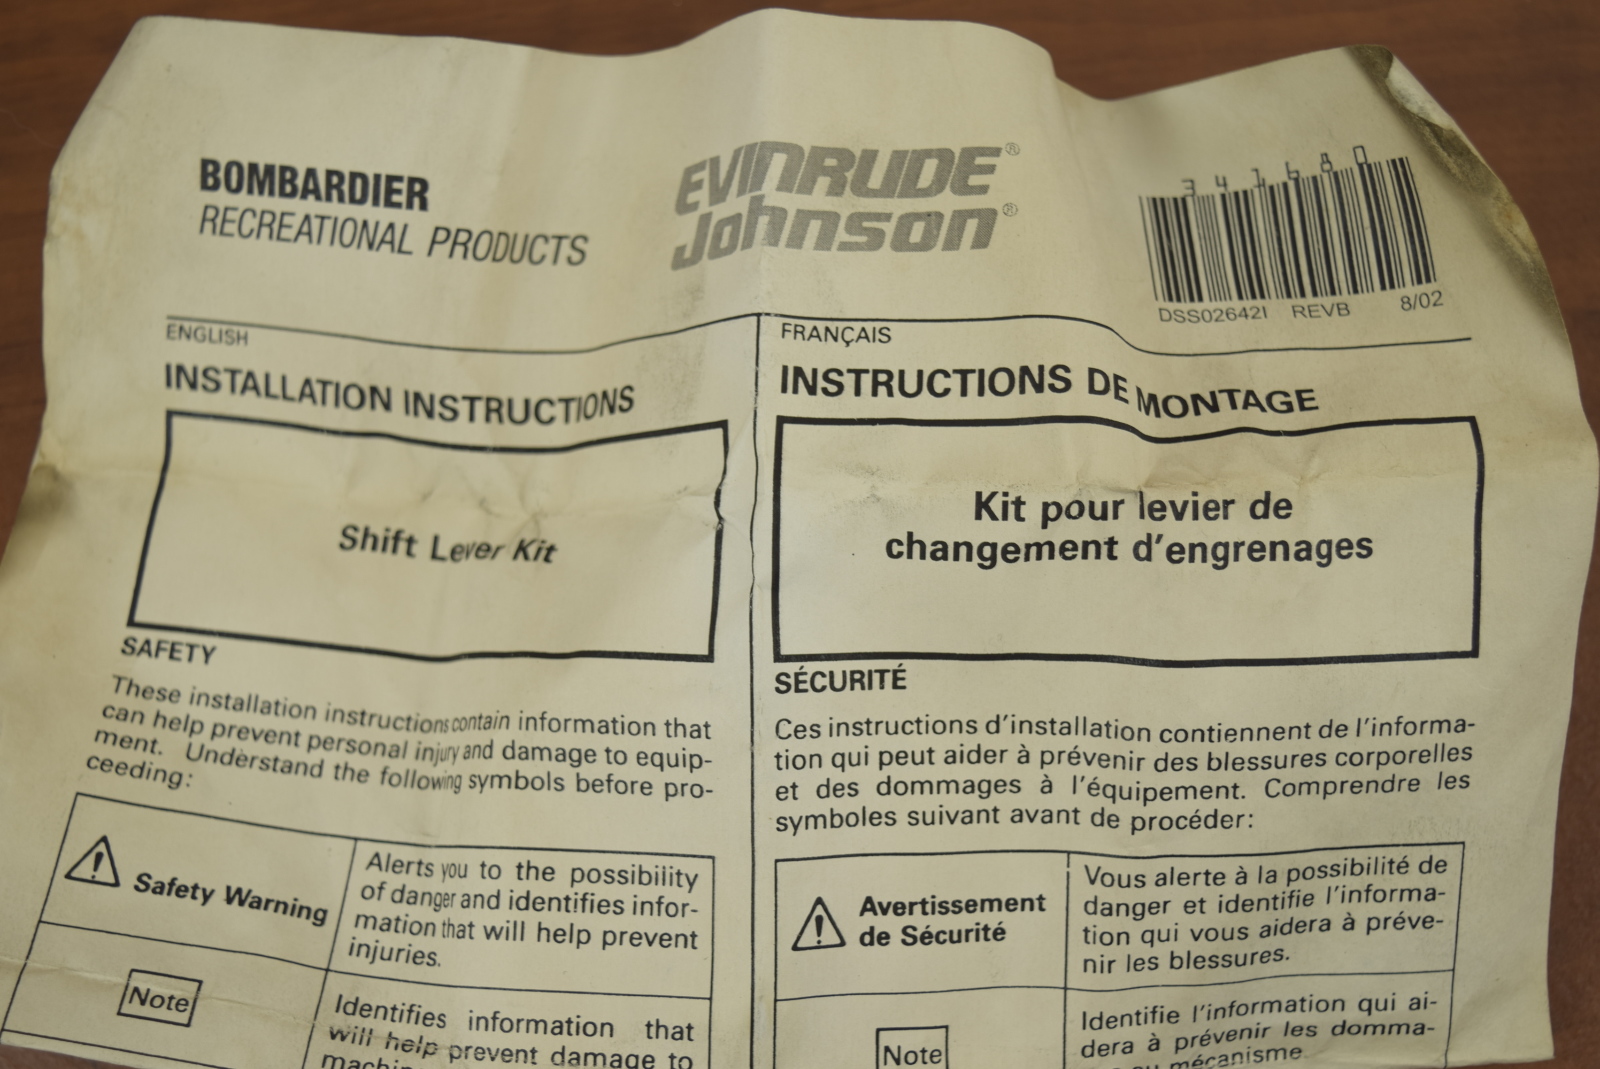 BOMBARDIER
RECREATIONAL PRODUCTS
EVINRUDE®
Johnson®
341680
DSS02642I REVB 8/02
ENGLISH
INSTALLATION INSTRUCTIONS
Shift Lever Kit
SAFETY
These installation instructions contain information that
can help prevent personal injury and damage to equip-
ment. Understand the following symbols before pro-
ceeding:
Safety Warning
Alerts you to the possibility
of danger and identifies infor-
mation that will help prevent
injuries.
Note
Identifies information that
will help prevent damage to
machin
FRANÇAIS
INSTRUCTIONS DE MONTAGE
Kit pour levier de
changement d'engrenages
SÉCURITÉ
Ces instructions d'installation contiennent de l'informa-
tion qui peut aider à prévenir des blessures corporelles
et des dommages à l'équipement. Comprendre les
symboles suivant avant de procéder:
Avertissement
de Sécurité
Vous alerte à la possibilité de
danger et identifie l'informa-
tion qui vous aidera à préve-
nir les blessures.
Note
Identifie l'information qui ai-
dera à prévenir les domma-
mécanisme